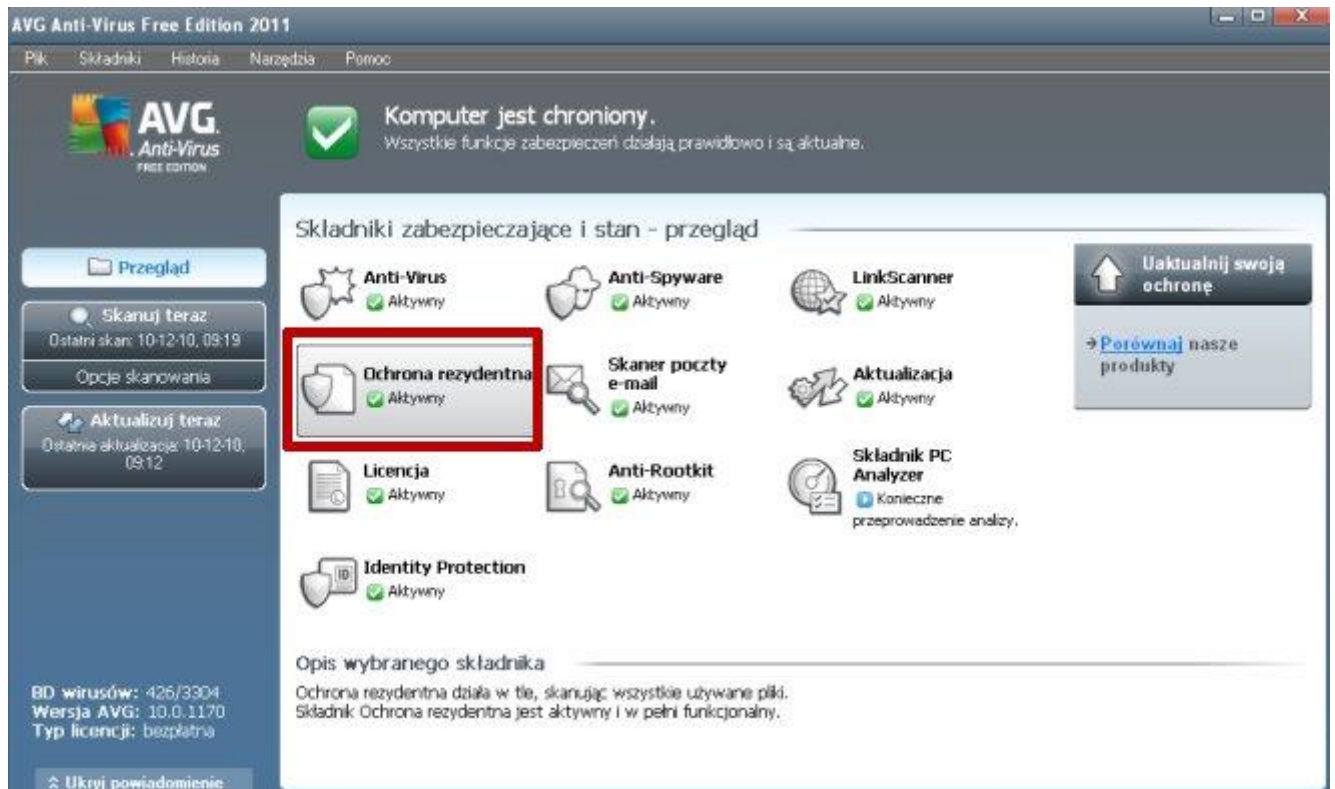 AVG Anti-Virus Free Edition 2011
Plik Składniki Historia Narzędzia Pomoc
AVG.
Anti-Virus
FREE EDITION
Komputer jest chroniony.
Wszystkie funkcje zabezpieczeń działają prawidłowo i są aktualne.
Przegląd
Skanuj teraz
Ostatni skan: 10-12-10, 09:19
Opcje skanowania
Aktualizuj teraz
Ostatnia aktualizacja: 10-12-10,
09:12
BD wirusów: 426/3304
Wersja AVG: 10.0.1170
Typ licencji: bezpłatna
Ukryj powiadomienie
Składniki zabezpieczające i stan - przegląd
Anti-Virus
Aktywny
Anti-Spyware
Aktywny
LinkScanner
Aktywny
Ochrona rezydentna
Aktywny
Skaner poczty
e-mail
Aktywny
Aktualizacja
Aktywny
Licencja
Aktywny
Anti-Rootkit
Aktywny
Składnik PC
Analyzer
Konieczne
przeprowadzenie analizy.
Identity Protection
ID
Aktywny
Uaktualnij swoją
ochronę
Porównaj nasze
produkty
Opis wybranego składnika
Ochrona rezydentna działa w tle, skanując wszystkie używane pliki.
Składnik Ochrona rezydentna jest aktywny i w pełni funkcjonalny.